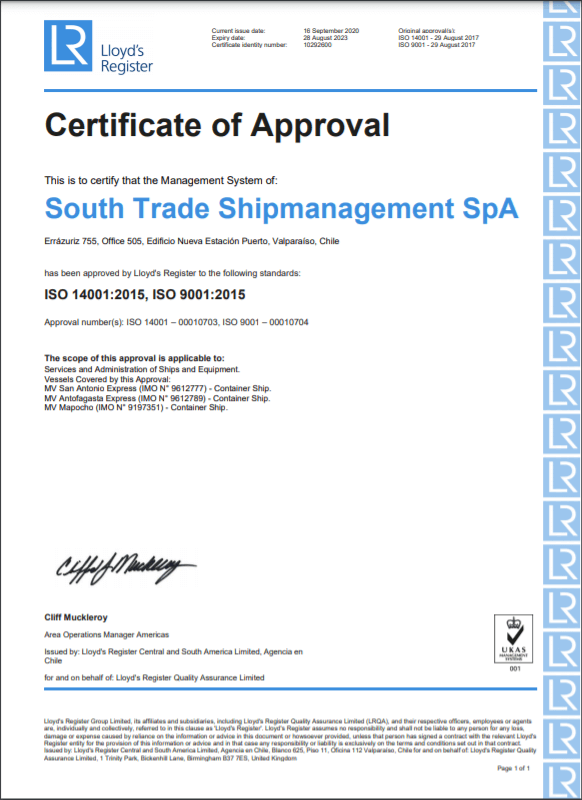 LR
Lloyd's
Register
Current issue date: 16 September 2020
Expiry date: 28 August 2023
Certificate identity number: 10292600
Original approval(s):
ISO 14001 - 29 August 2017
ISO 9001 - 29 August 2017
Certificate of Approval
This is to certify that the Management System of:
South Trade Shipmanagement SpA
Errázuriz 755, Office 505, Edificio Nueva Estación Puerto, Valparaíso, Chile
has been approved by Lloyd's Register to the following standards:
ISO 14001:2015, ISO 9001:2015
Approval number(s): ISO 14001 – 00010703, ISO 9001 – 00010704
The scope of this approval is applicable to:
Services and Administration of Ships and Equipment.
Vessels Covered by this Approval:
MV San Antonio Express (IMO N° 9612777) - Container Ship.
MV Antofagasta Express (IMO N° 9612789) - Container Ship.
MV Mapocho (IMO N° 9197351) - Container Ship.
Cliff J Muckleroy
Cliff Muckleroy
Area Operations Manager Americas
Issued by: Lloyd's Register Central and South America Limited, Agencia en
Chile
for and on behalf of: Lloyd's Register Quality Assurance Limited
UKAS
MANAGEMENT
SYSTEMS
001
Lloyd's Register Group Limited, its affiliates and subsidiaries, including Lloyd's Register Quality Assurance Limited (LRQA), and their respective officers, employees or agents
are, individually and collectively, referred to in this clause as 'Lloyd's Register'. Lloyd's Register assumes no responsibility and shall not be liable to any person for any loss,
damage or expense caused by reliance on the information or advice in this document or howsoever provided, unless that person has signed a contract with the relevant Lloyd's
Register entity for the provision of this information or advice and in that case any responsibility or liability is exclusively on the terms and conditions set out in that contract.
Issued by: Lloyd's Register Central and South America Limited, Agencia en Chile, Blanco 625, Piso 11, Oficina 112 Valparaiso, Chile for and on behalf of: Lloyd's Register Quality
Assurance Limited, 1 Trinity Park, Bickenhill Lane, Birmingham B37 7ES, United Kingdom
Page 1 of 1